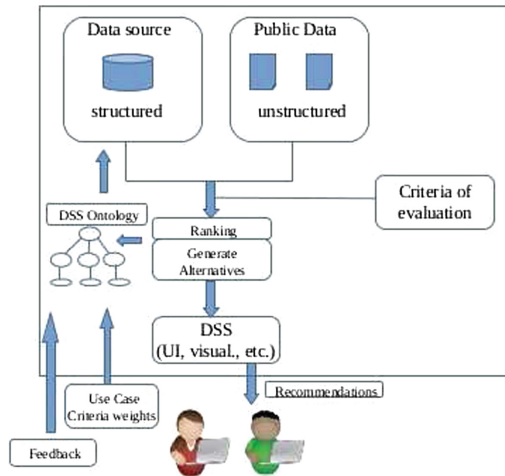 Data source
structured
Public Data
unstructured
Criteria of
evaluation
DSS Ontology
Ranking
Generate
Alternatives
DSS
(UI, visual., etc.)
Recommendations
Use Case
Criteria weights
Feedback